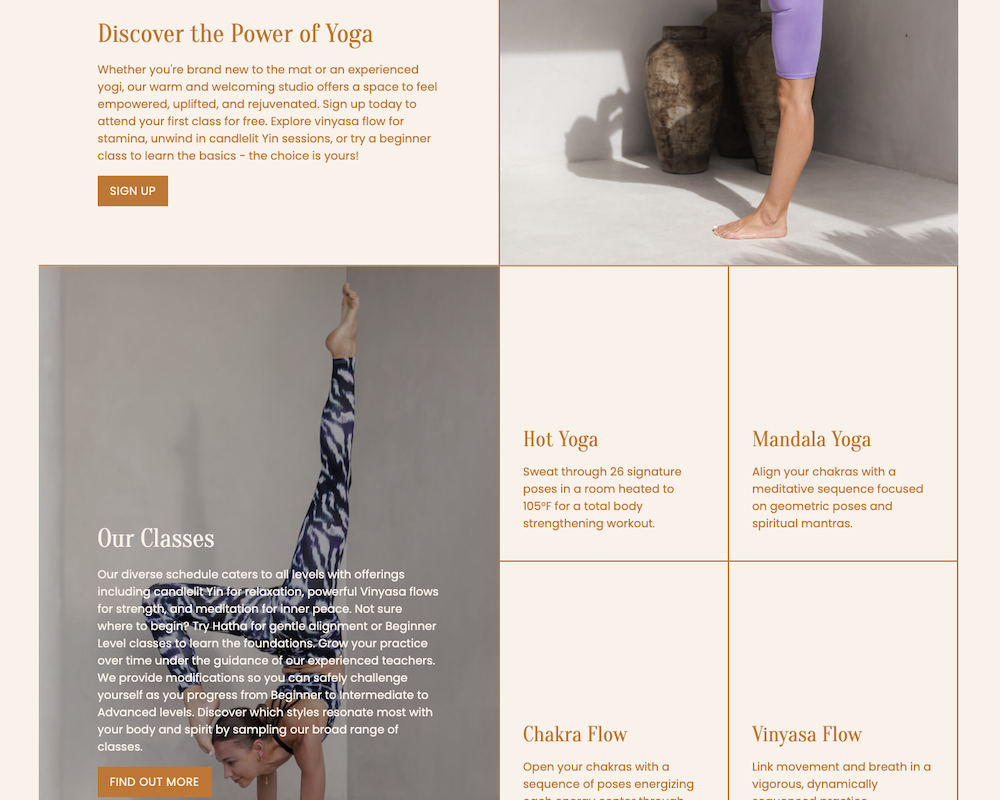 Discover the Power of Yoga
Whether you're brand new to the mat or an experienced
yogi, our warm and welcoming studio offers a space to feel
empowered, uplifted, and rejuvenated. Sign up today to
attend your first class for free. Explore vinyasa flow for
stamina, unwind in candlelit Yin sessions, or try a beginner
class to learn the basics - the choice is yours!
SIGN UP
Our Classes
Our diverse schedule caters to all levels with offerings
including candlelit Yin for relaxation, powerful Vinyasa flows
for strength, and meditation for inner peace. Not sure
where to begin? Try Hatha for gentle alignment or Beginner
Level classes to learn the foundations. Grow your practice
over time under the guidance of our experienced teachers.
We provide modifications so you can safely challenge
yourself as you progress from Beginner to Intermediate to
Advanced levels. Discover which styles resonate most with
your body and spirit by sampling our broad range of
classes.
FIND OUT MORE
Hot Yoga
Sweat through 26 signature
poses in a room heated to
105°F for a total body
strengthening workout.
Mandala Yoga
Align your chakras with a
meditative sequence focused
on geometric poses and
spiritual mantras.
Chakra Flow
Open your chakras with a
sequence of poses energizing
each energy center through
Vinyasa Flow
Link movement and breath in a
vigorous, dynamically
sequenced practice